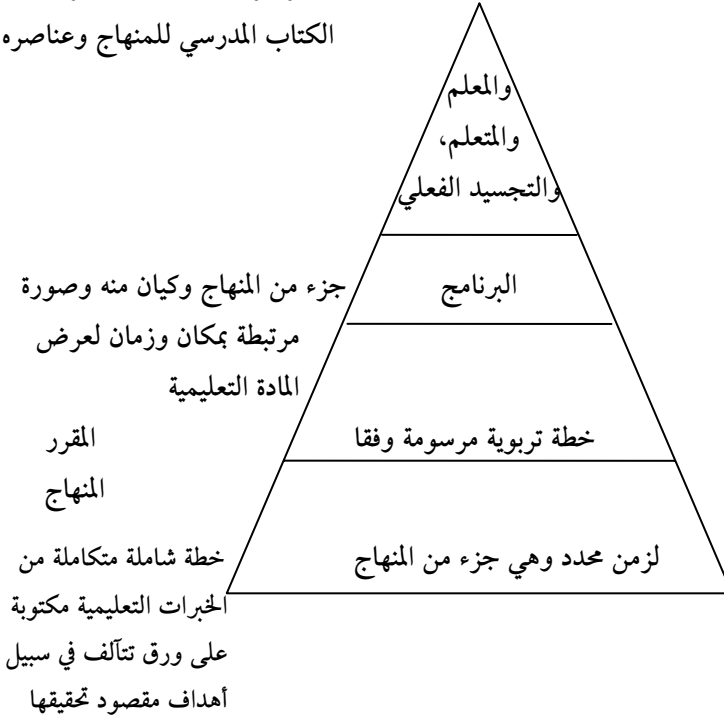 الكتاب المدرسي للمنهاج وعناصره
والمعلم
والمتعلم،
والتجسيد الفعلي
البرنامج
جزء من المنهاج وكيان منه وصورة
مرتبطة بمكان وزمان لعرض
المادة التعليمية
خطة تربوية مرسومة وفقا
المقرر
المنهاج
لزمن محدد وهي جزء من المنهاج
خطة شاملة متكاملة من
الخبرات التعليمية مكتوبة
على ورق تتآلف في سبيل
أهداف مقصود تحقيقها